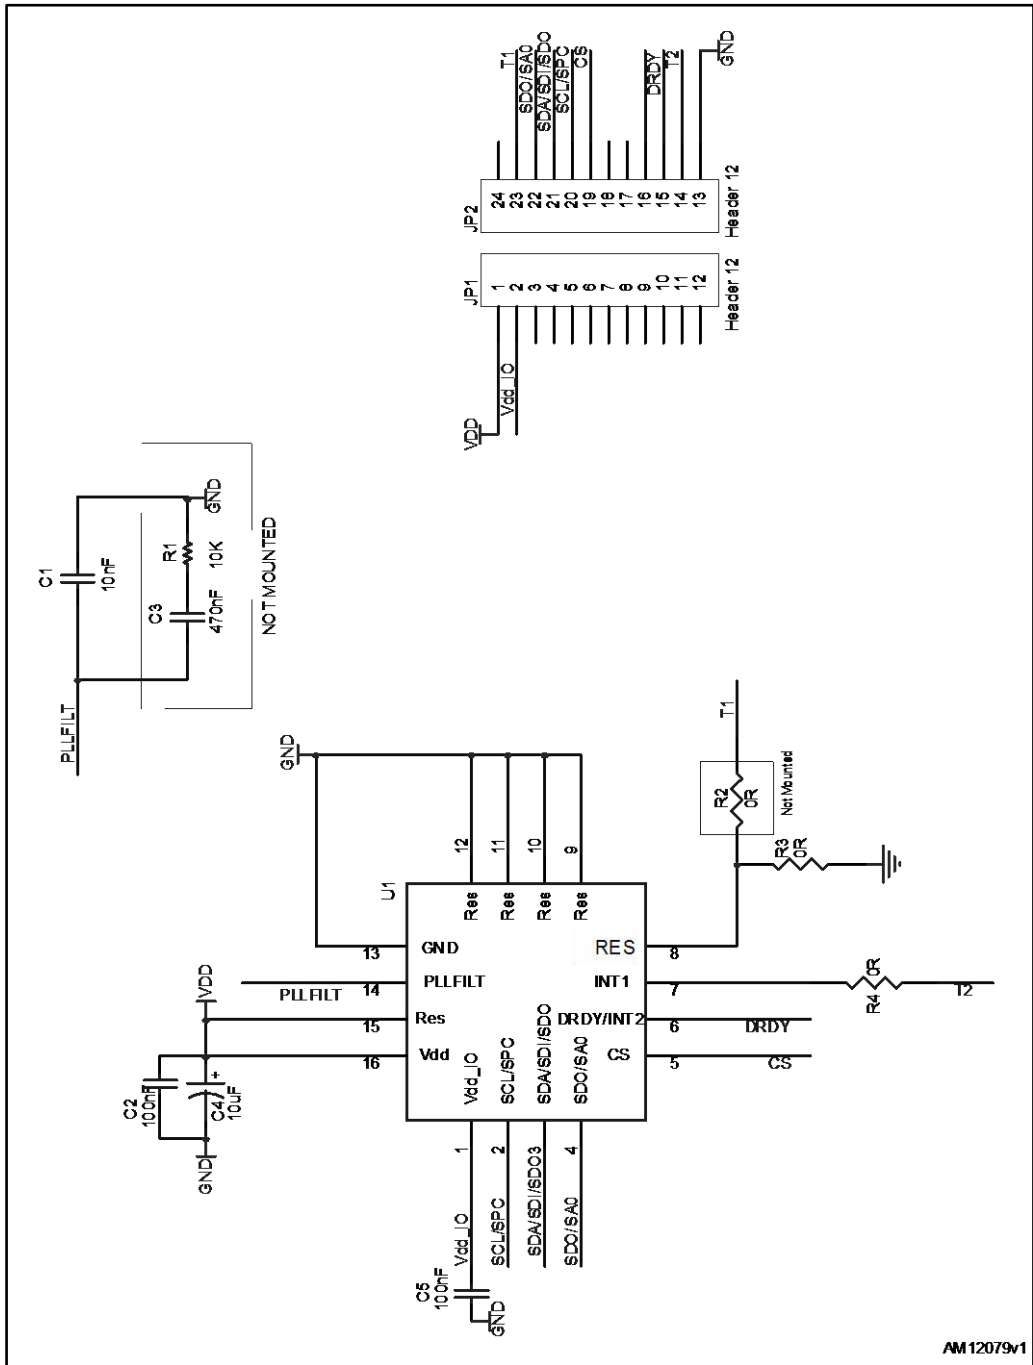 T1
SDO/SA0
SDA/SDI/SDO
SCL/SPC
CS
DRDY
T2
GND
JP2
24
23
22
21
20
19
18
17
16
15
14
13
Header 12
JP1
1
2
3
4
5
6
7
8
9
10
11
12
Header 12
VDD
Vdd_IO
C1
10nF
PLLFILT
C3
470nF
R1
10K
GND
NOT MOUNTED
GND
12
11
10
9
U1
Res
Res
Res
Res
T1
R2
0R
Not Mounted
R3
0R
13
GND
RES
8
PLLFILT
14
PLLFILT
INT1
7
R4
0R
T2
VDD
15
Res
DRDY/INT2
6
DRDY
16
Vdd
CS
5
CS
C2
100nF
+
C4
10uF
GND
Vdd_IO
SCL/SPC
SDA/SDI/SDO
SDO/SA0
1
2
3
4
Vdd_IO
SCL/SPC
SDA/SDI/SDO
SDO/SA0
C5
100nF
GND
AM12079v1